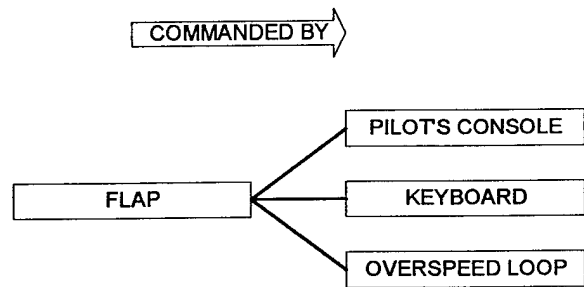 COMMANDED BY
PILOT'S CONSOLE
FLAP
KEYBOARD
OVERSPEED LOOP